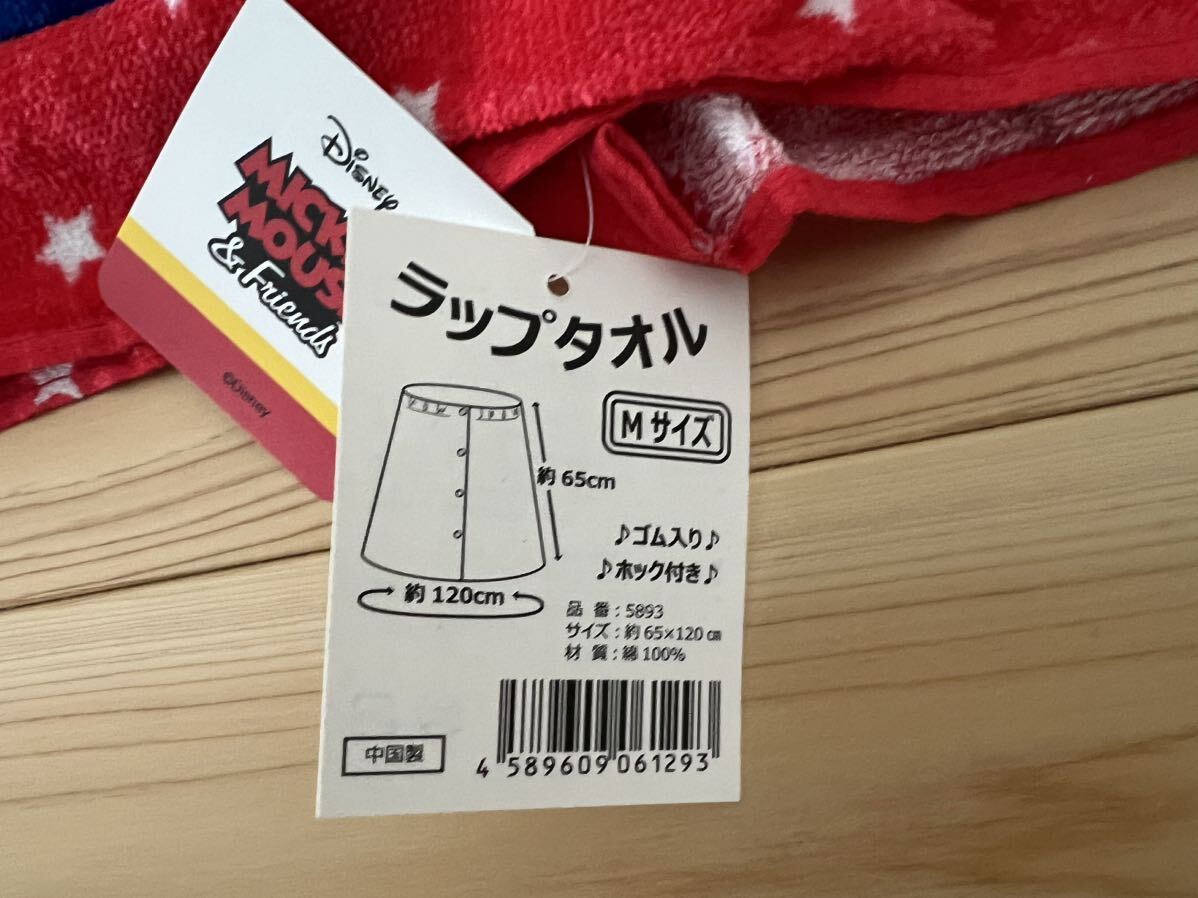 Disney
MICKEY
MOUSE
& Friends
©Disney
ラップタオル
Mサイズ
約65cm
♪ゴム入り♪
♪ホック付き♪
約120cm
品番：5893
サイズ：約65×120㎝
材質：綿100%
中国製
4 589609 061293